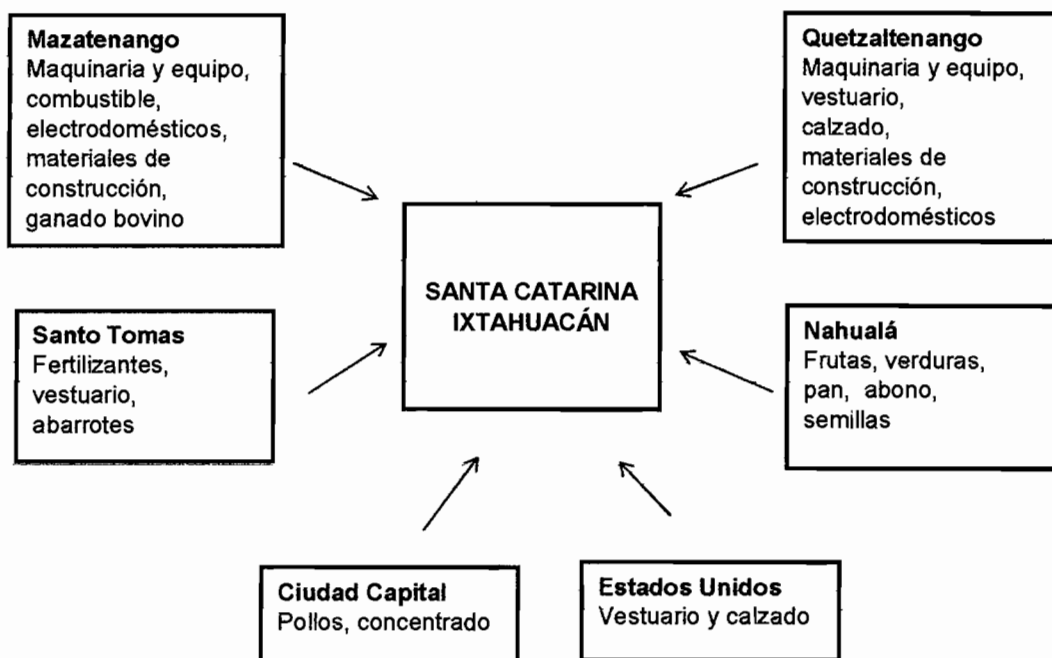 Mazatenango
Maquinaria y equipo,
combustible,
electrodomésticos,
materiales de
construcción,
ganado bovino
Quetzaltenango
Maquinaria y equipo,
vestuario,
calzado,
materiales de
construcción,
electrodomésticos
SANTA CATARINA
IXTAHUACÁN
Santo Tomas
Fertilizantes,
vestuario,
abarrotes
Nahualá
Frutas, verduras,
pan, abono,
semillas
Ciudad Capital
Pollos, concentrado
Estados Unidos
Vestuario y calzado